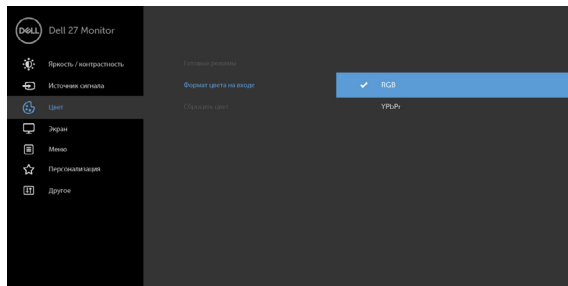 DELL Dell 27 Monitor
Яркость / контрастность
Источник сигнала
Цвет
Экран
Меню
Персонализация
Другое
Готовые режимы
Формат цвета на входе
Сбросить цвет
✓ RGB
YPbPr